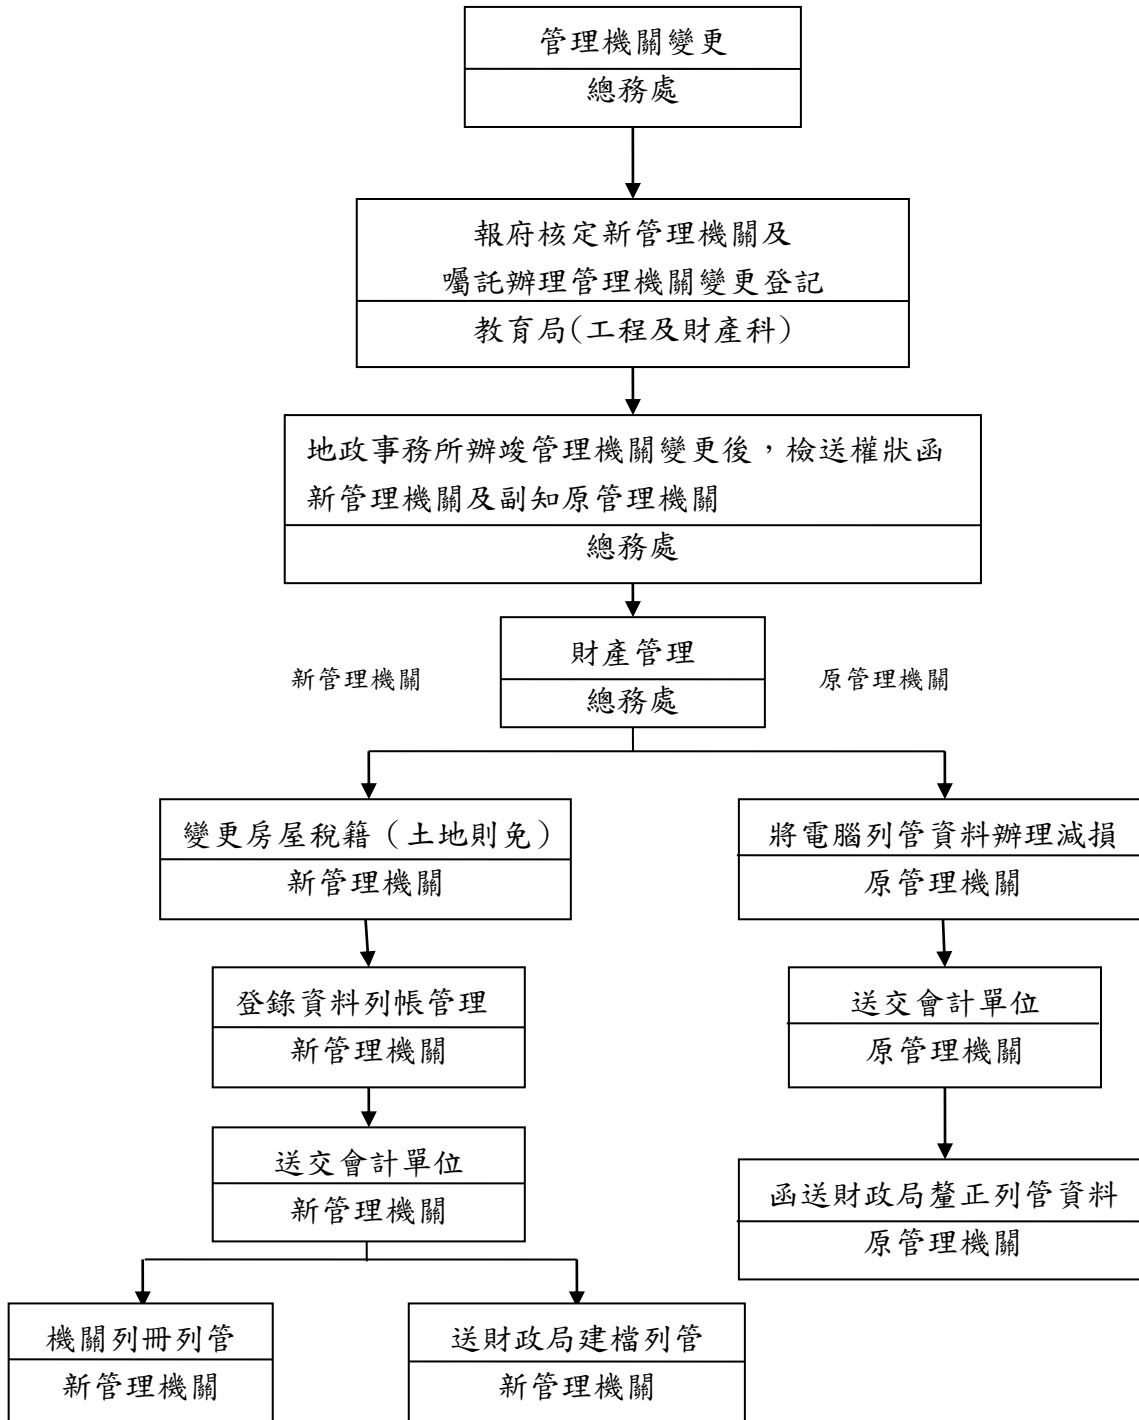 管理機關變更
總務處
報府核定新管理機關及
囑託辦理管理機關變更登記
教育局(工程及財產科)
地政事務所辦竣管理機關變更後，檢送權狀函
新管理機關及副知原管理機關
總務處
財產管理
總務處
新管理機關
原管理機關
變更房屋稅籍（土地則免）
新管理機關
將電腦列管資料辦理減損
原管理機關
登錄資料列帳管理
新管理機關
送交會計單位
原管理機關
送交會計單位
新管理機關
函送財政局釐正列管資料
原管理機關
機關列冊列管
新管理機關
送財政局建檔列管
新管理機關